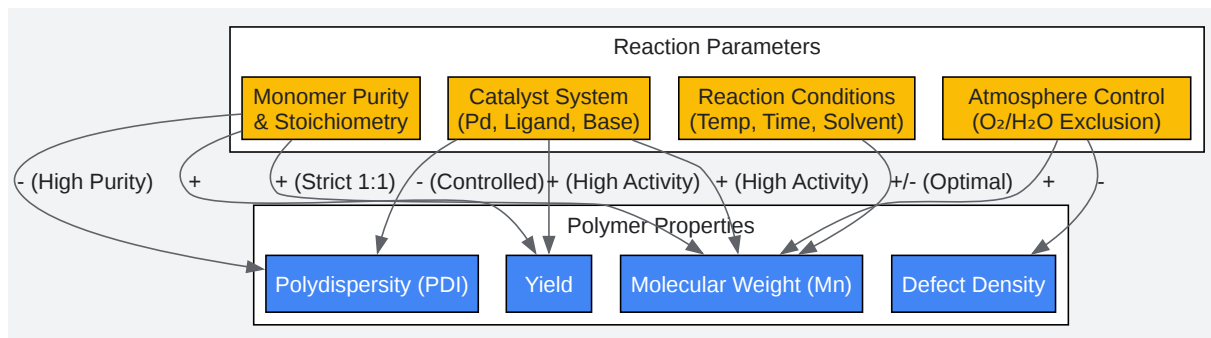 Reaction Parameters
Monomer Purity
& Stoichiometry
Catalyst System
(Pd, Ligand, Base)
Reaction Conditions
(Temp, Time, Solvent)
Atmosphere Control
(O₂/H₂O Exclusion)
- (High Purity)
+
+ (Strict 1:1)
- (Controlled)
+ (High Activity)
+ (High Activity)
+/- (Optimal)
+
-
Polymer Properties
Polydispersity (PDI)
Yield
Molecular Weight (Mn)
Defect Density